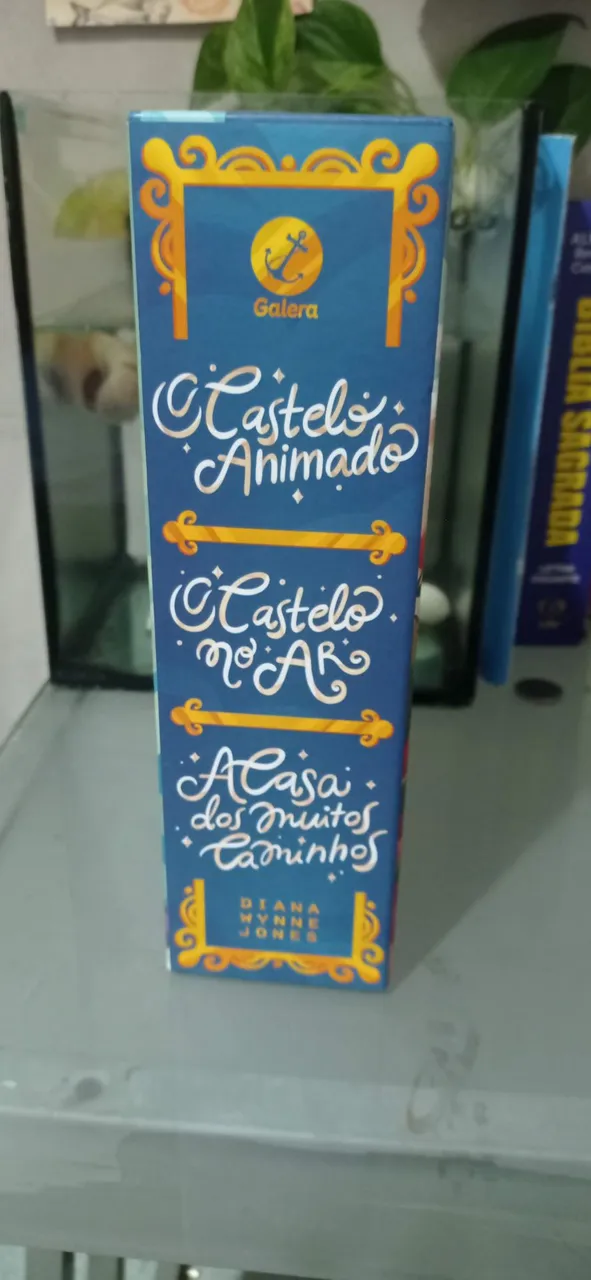 Galera
O Castelo
Animado
O Castelo
no Ar
A Casa
dos muitos
Caminhos
DIANA
WYNNE
JONES
BÍBLIA SAGRADA